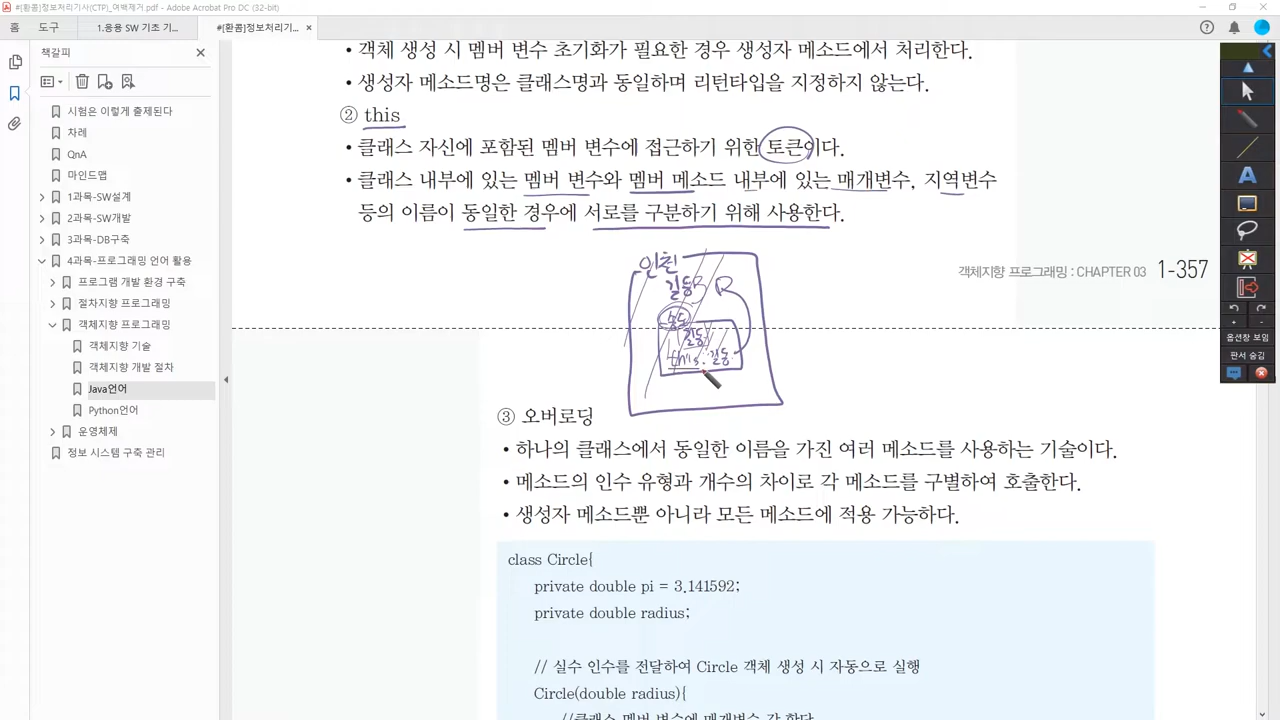 #[환콤]정보처리기사(CTP)_여백제거.pdf - Adobe Acrobat Pro DC (32-bit)
홈 도구 1.응용 SW 기초 기... #[환콤]정보처리기... ×
책갈피
시험은 이렇게 출제된다
차례
QnA
마인드맵
1과목-SW설계
2과목-SW개발
3과목-DB구축
4과목-프로그래밍 언어 활용
프로그램 개발 환경 구축
절차지향 프로그래밍
객체지향 프로그래밍
객체지향 기술
객체지향 개발 절차
Java언어
Python언어
운영체제
정보 시스템 구축 관리
• 객체 생성 시 멤버 변수 초기화가 필요한 경우 생성자 메소드에서 처리한다.
• 생성자 메소드명은 클래스명과 동일하며 리턴타입을 지정하지 않는다.
② this
• 클래스 자신에 포함된 멤버 변수에 접근하기 위한 토큰이다.
• 클래스 내부에 있는 멤버 변수와 멤버 메소드 내부에 있는 매개변수, 지역변수
등의 이름이 동일한 경우에 서로를 구분하기 위해 사용한다.
인천
길동
송도
길동
this.길동
객체지향 프로그래밍 : CHAPTER 03 1-357
③ 오버로딩
• 하나의 클래스에서 동일한 이름을 가진 여러 메소드를 사용하는 기술이다.
• 메소드의 인수 유형과 개수의 차이로 각 메소드를 구별하여 호출한다.
• 생성자 메소드뿐 아니라 모든 메소드에 적용 가능하다.
class Circle{
private double pi = 3.141592;
private double radius;
// 실수 인수를 전달하여 Circle 객체 생성 시 자동으로 실행
Circle(double radius){
//클래스 멤버 변수에 매개변수 값
옵션창 보임
판서 숨김